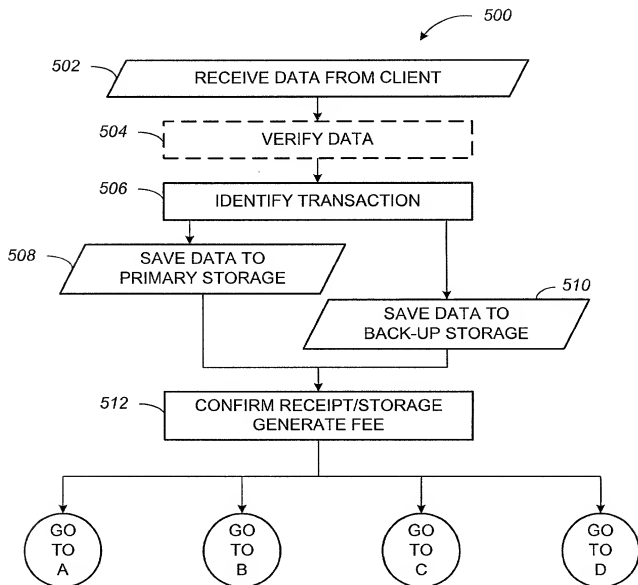 500
502
RECEIVE DATA FROM CLIENT
504
VERIFY DATA
506
IDENTIFY TRANSACTION
508
SAVE DATA TO
PRIMARY STORAGE
510
SAVE DATA TO
BACK-UP STORAGE
512
CONFIRM RECEIPT/STORAGE
GENERATE FEE
GO
TO
A
GO
TO
B
GO
TO
C
GO
TO
D